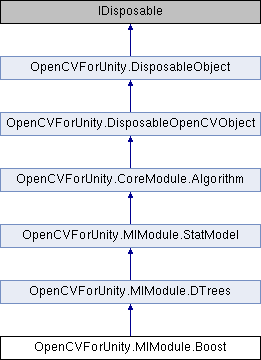 IDisposable
OpenCVForUnity.DisposableObject
OpenCVForUnity.DisposableOpenCVObject
OpenCVForUnity.CoreModule.Algorithm
OpenCVForUnity.MlModule.StatModel
OpenCVForUnity.MlModule.DTrees
OpenCVForUnity.MlModule.Boost